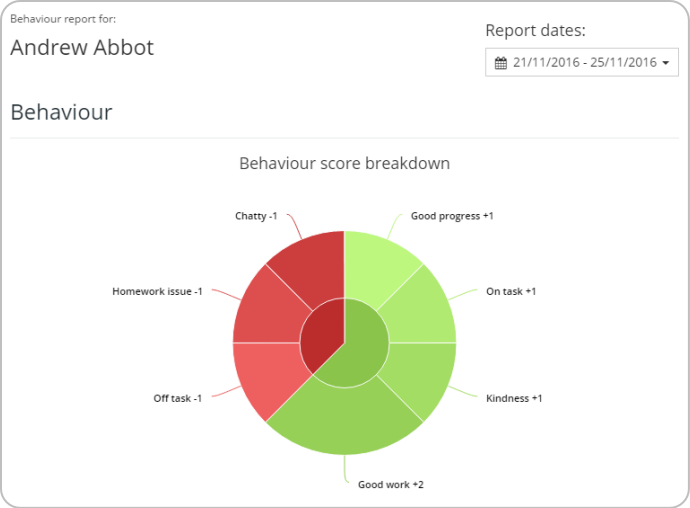 Behaviour report for:
Andrew Abbot
Report dates:
21/11/2016 - 25/11/2016
Behaviour
Behaviour score breakdown
Chatty -1
Good progress +1
Homework issue -1
On task +1
Off task -1
Kindness +1
Good work +2